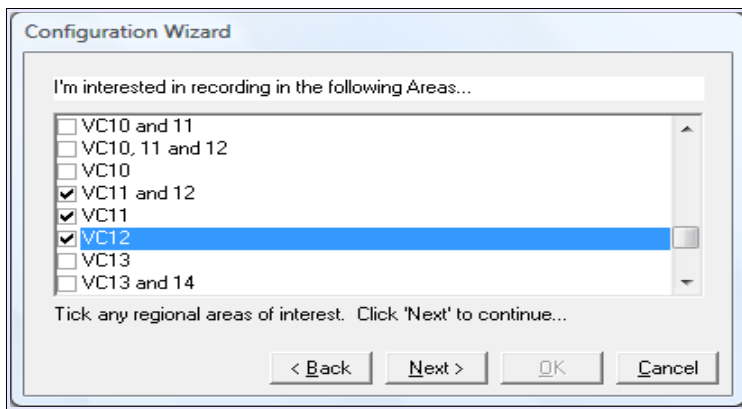 Configuration Wizard
I'm interested in recording in the following Areas...
VC10 and 11
VC10, 11 and 12
VC10
VC11 and 12
VC11
VC12
VC13
VC13 and 14
Tick any regional areas of interest. Click 'Next' to continue...
< Back Next > OK Cancel